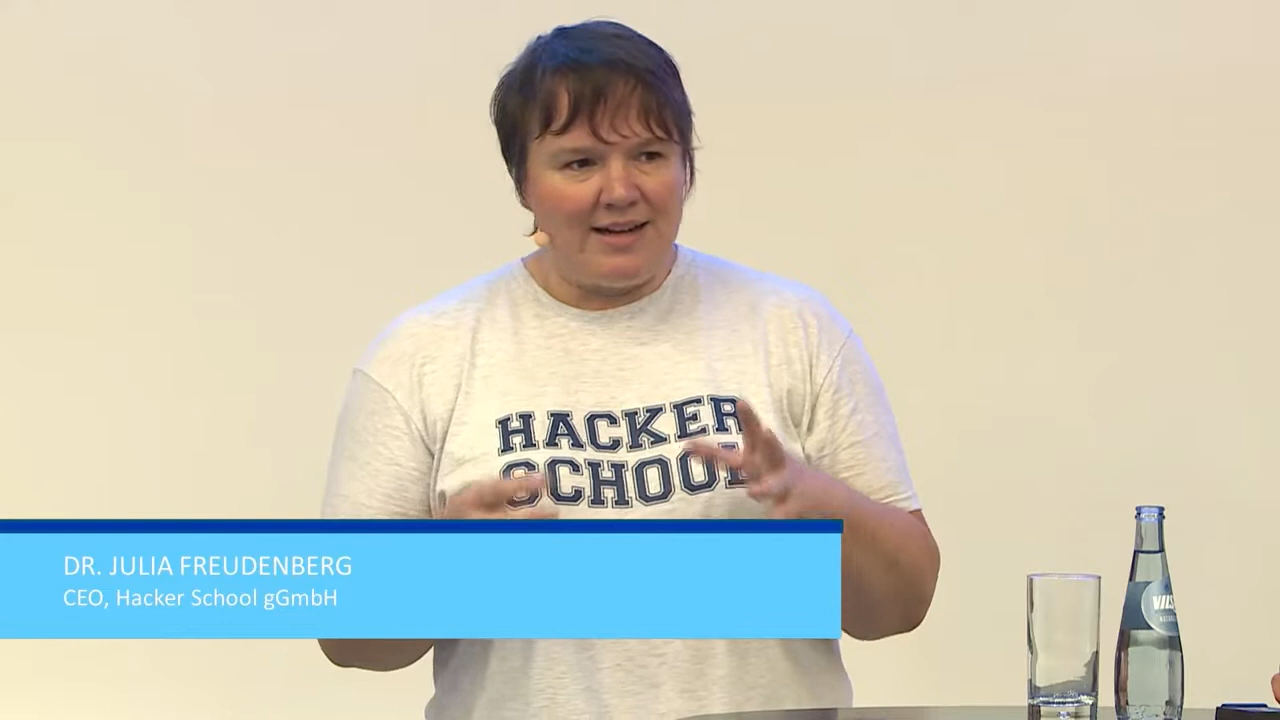 HACKER
SCHOOL
DR. JULIA FREUDENBERG
CEO, Hacker School gGmbH